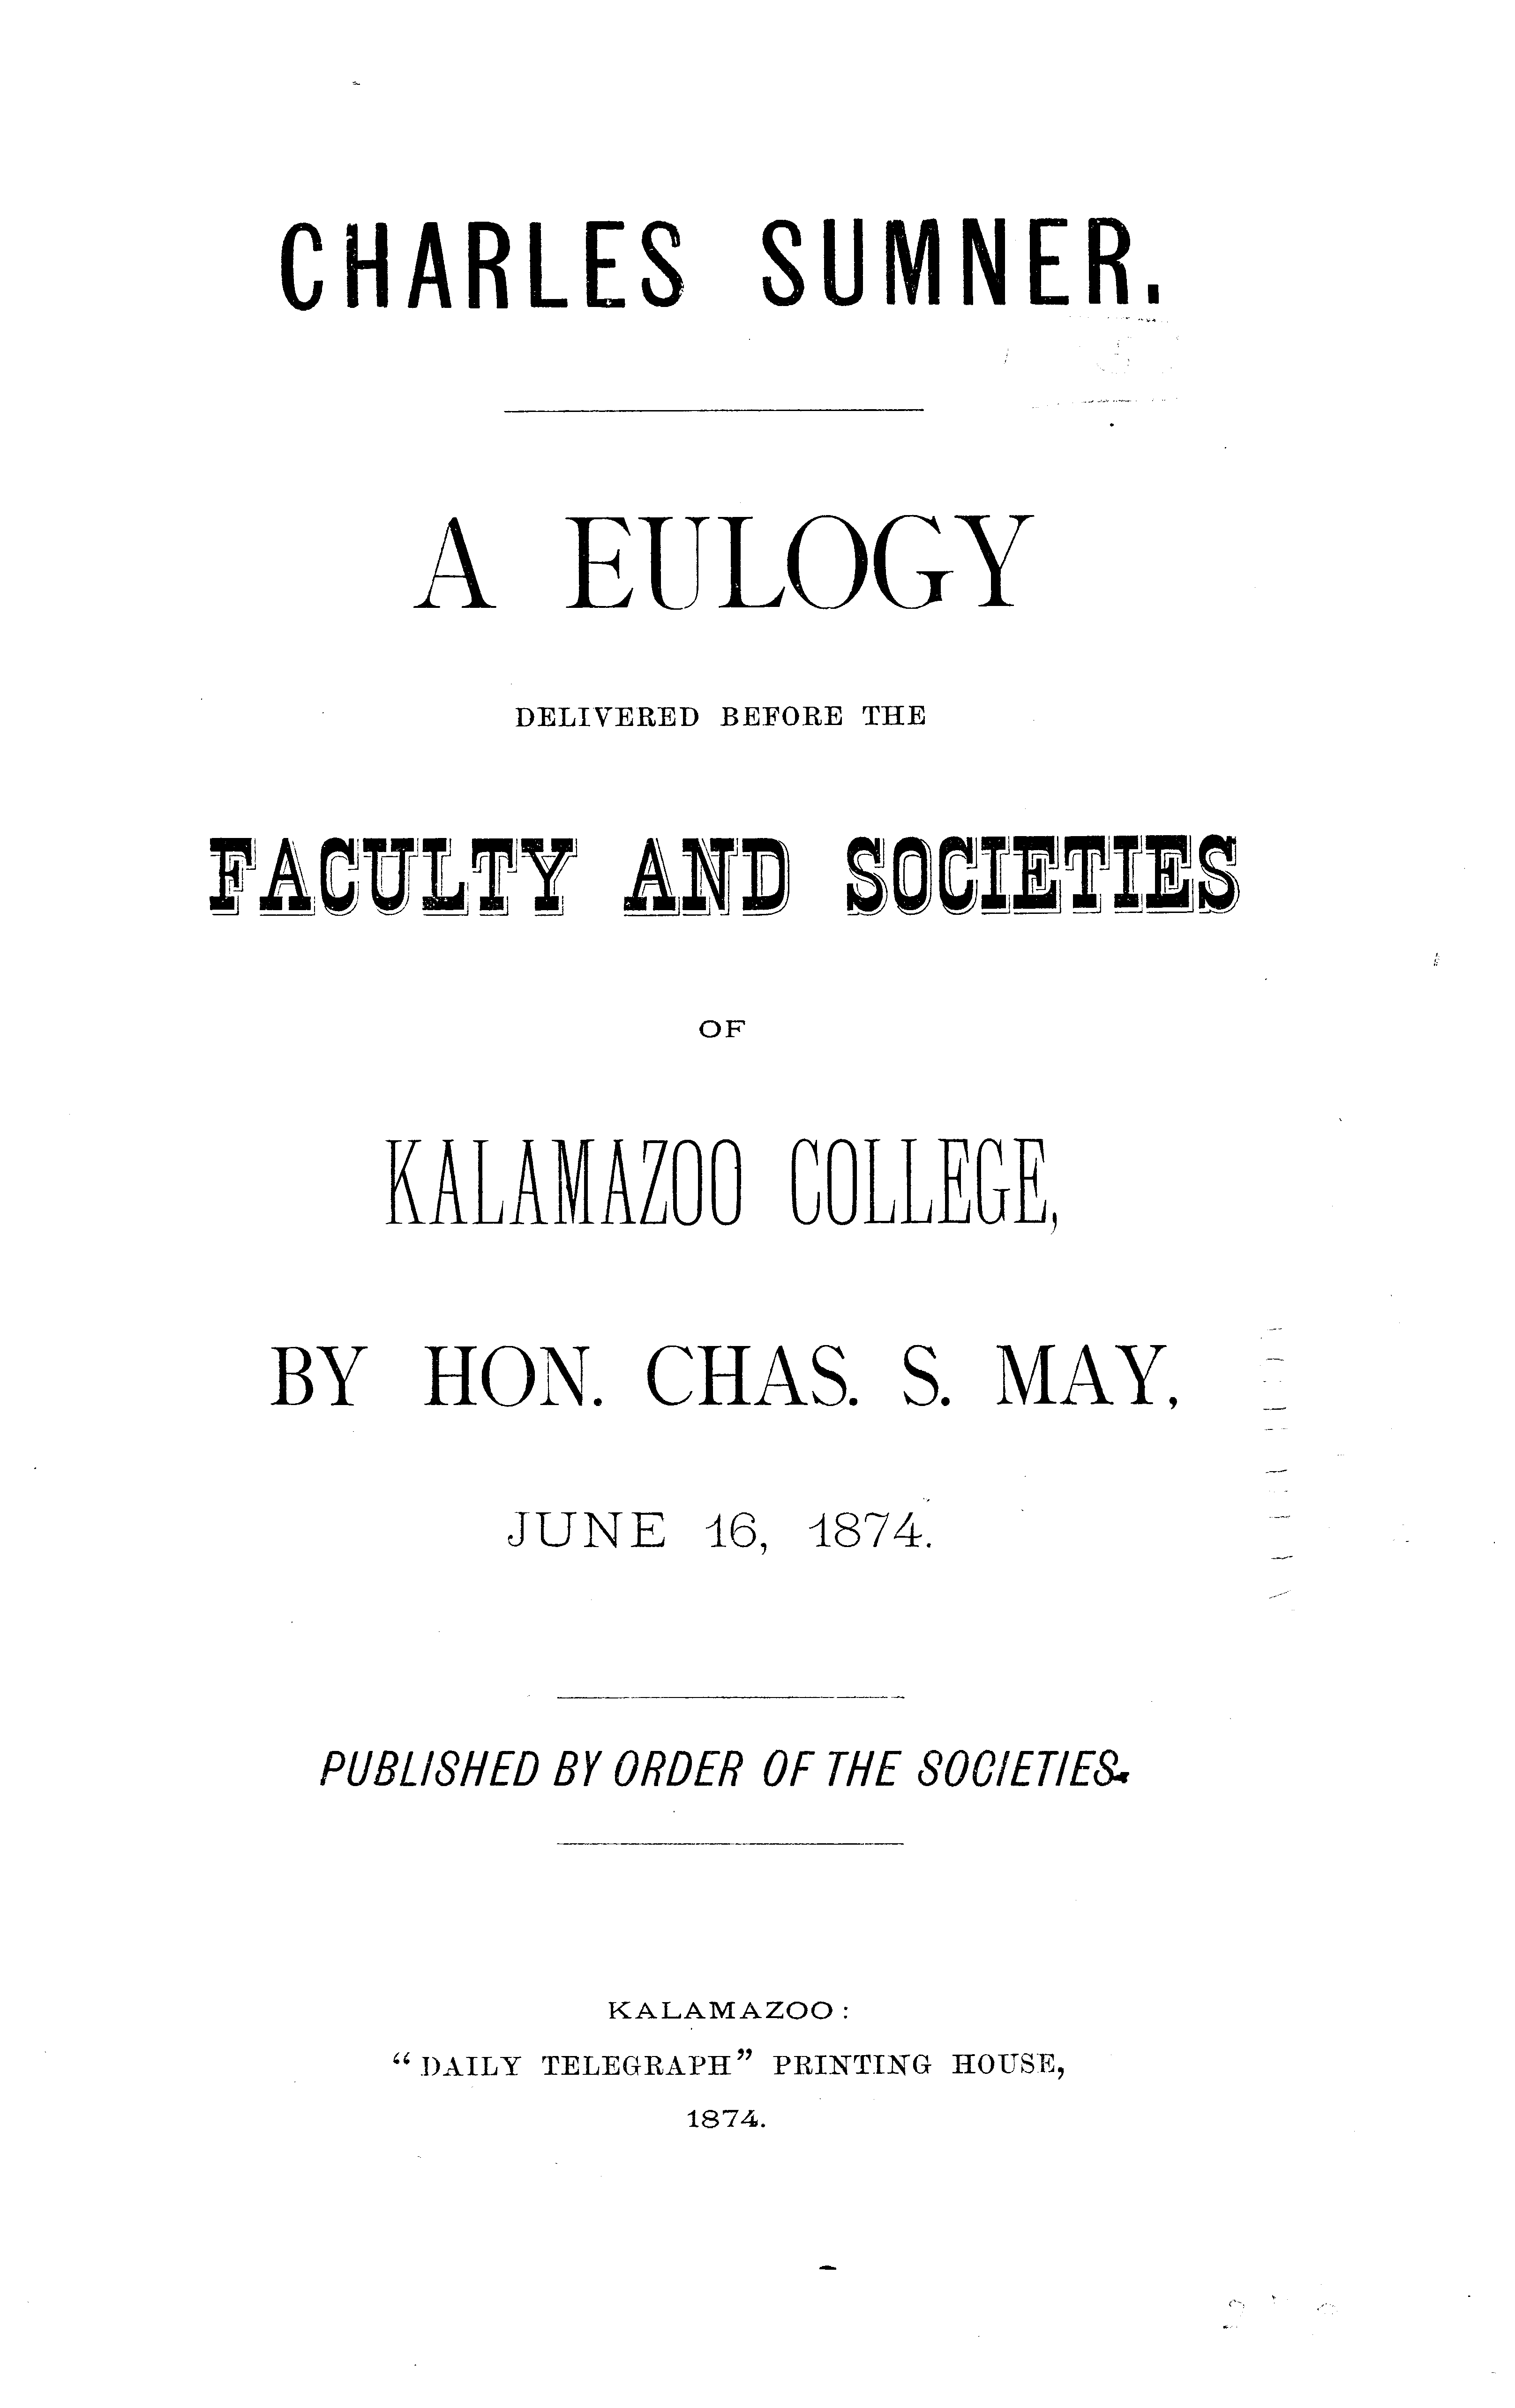 CHARLES SUMNER.
A EULOGY
DELIVERED BEFORE THE
FACULTY AND SOCIETIES
OF
KALAMAZOO COLLEGE,
BY HON. CHAS. S. MAY,
JUNE 16, 1874.
PUBLISHED BY ORDER OF THE SOCIETIES.
KALAMAZOO:
“DAILY TELEGRAPH” PRINTING HOUSE,
1874.